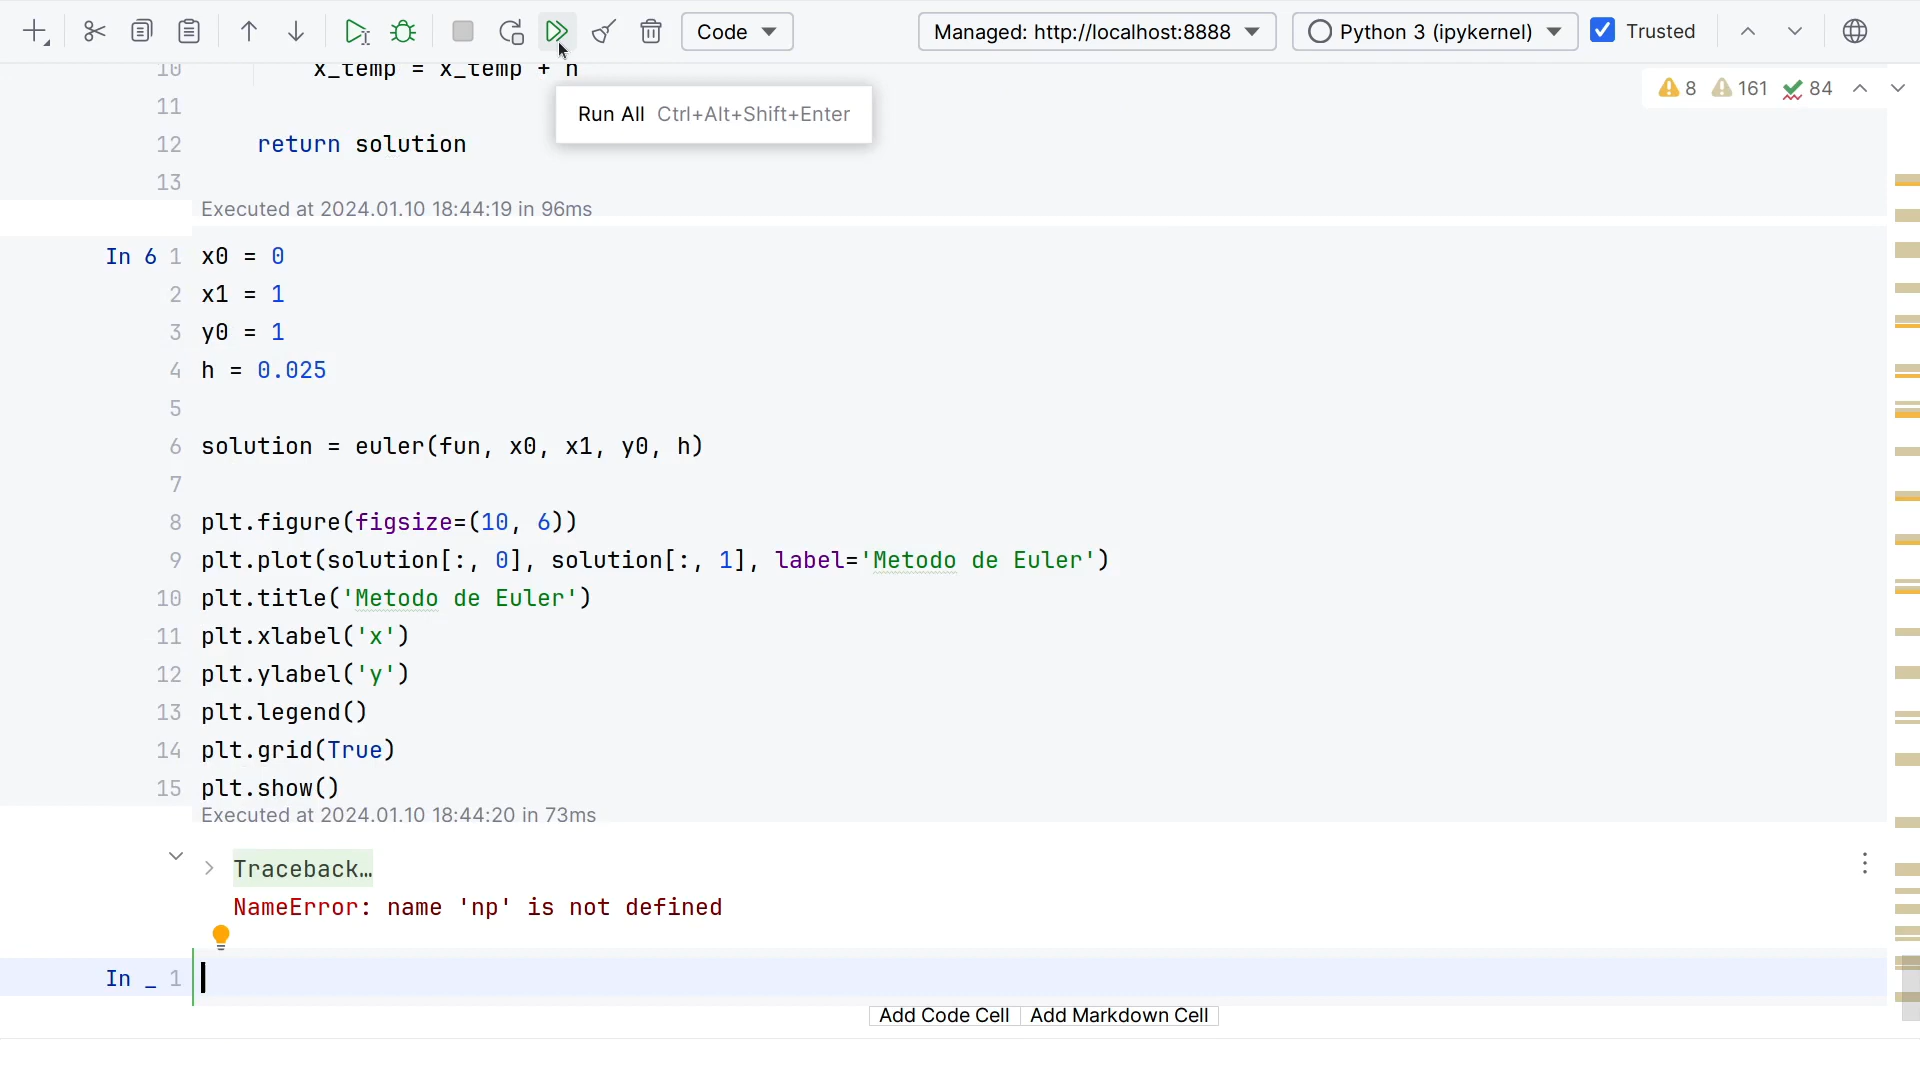 Code
Managed: http://localhost:8888
Python 3 (ipykernel)
Trusted
10 x_temp = x_temp + h
8 161 84
11
Run All Ctrl+Alt+Shift+Enter
12 return solution
13
Executed at 2024.01.10 18:44:19 in 96ms
In 6 1 x0 = 0
2 x1 = 1
3 y0 = 1
4 h = 0.025
5
6 solution = euler(fun, x0, x1, y0, h)
7
8 plt.figure(figsize=(10, 6))
9 plt.plot(solution[:, 0], solution[:, 1], label='Metodo de Euler')
10 plt.title('Metodo de Euler')
11 plt.xlabel('x')
12 plt.ylabel('y')
13 plt.legend()
14 plt.grid(True)
15 plt.show()
Executed at 2024.01.10 18:44:20 in 73ms
Traceback…
NameError: name 'np' is not defined
In _ 1
Add Code Cell Add Markdown Cell